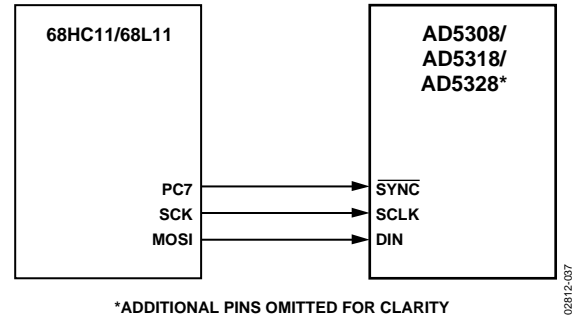 68HC11/68L11
AD5308/
AD5318/
AD5328*
PC7
SYNC
SCK
SCLK
MOSI
DIN
*ADDITIONAL PINS OMITTED FOR CLARITY
02812-037